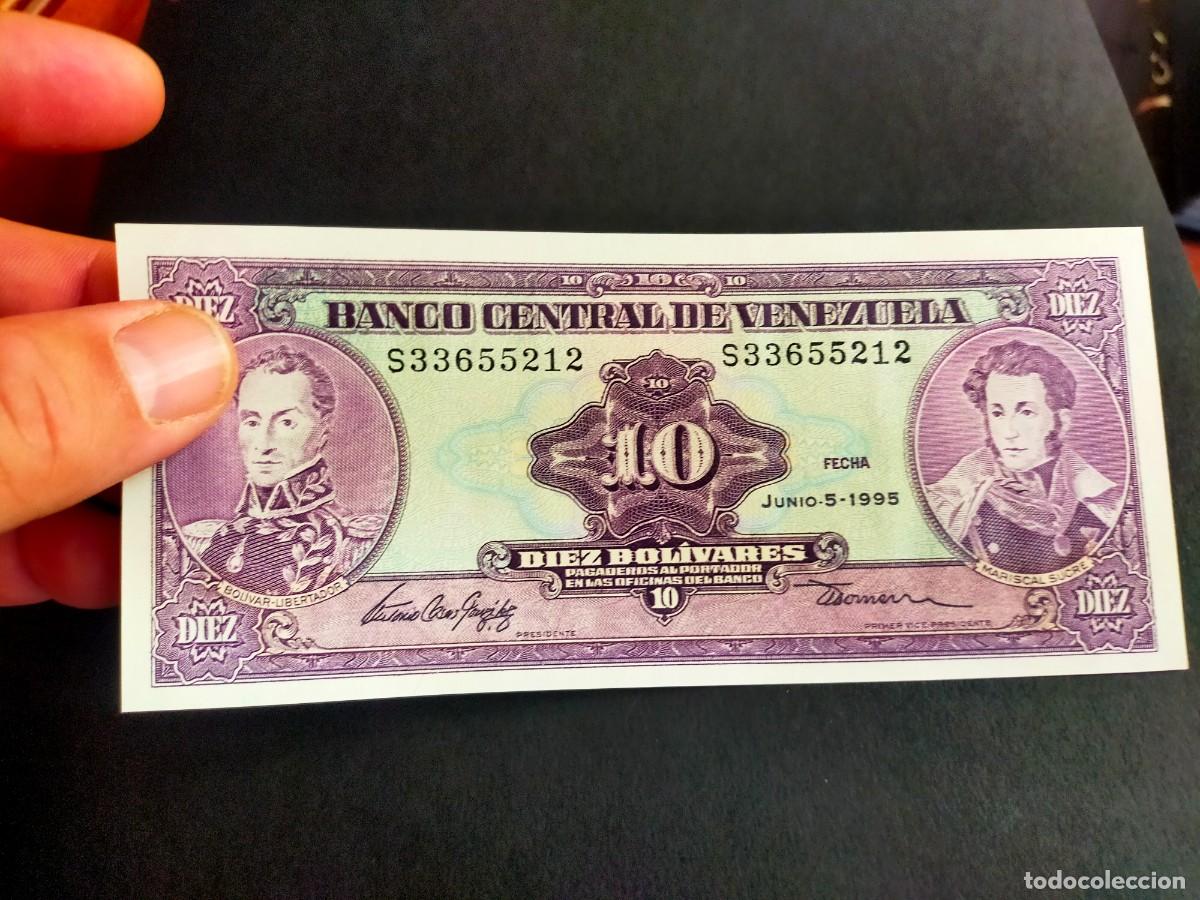 10 10 10
DIEZ DIEZ
BANCO CENTRAL DE VENEZUELA
S33655212 S33655212
10
10
FECHA
JUNIO-5-1995
DIEZ BOLÍVARES
PAGADEROS AL PORTADOR
EN LAS OFICINAS DEL BANCO
BOLIVAR-LIBERTADOR
MARISCAL SUCRE
10
PRESIDENTE
PRIMER VICE-PRESIDENTE
DIEZ DIEZ
todocoleccion